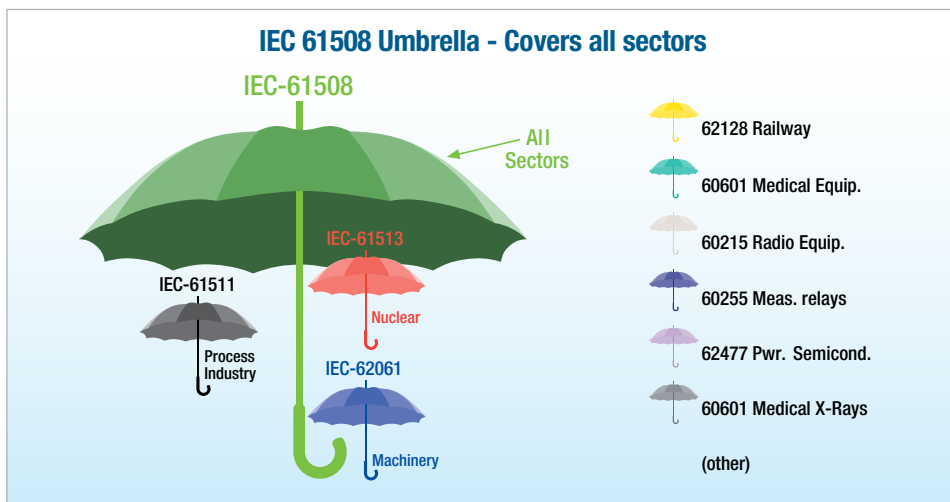 IEC 61508 Umbrella - Covers all sectors
IEC-61508
All
Sectors
IEC-61513
Nuclear
IEC-61511
Process
Industry
IEC-62061
Machinery
62128 Railway
60601 Medical Equip.
60215 Radio Equip.
60255 Meas. relays
62477 Pwr. Semicond.
60601 Medical X-Rays
(other)